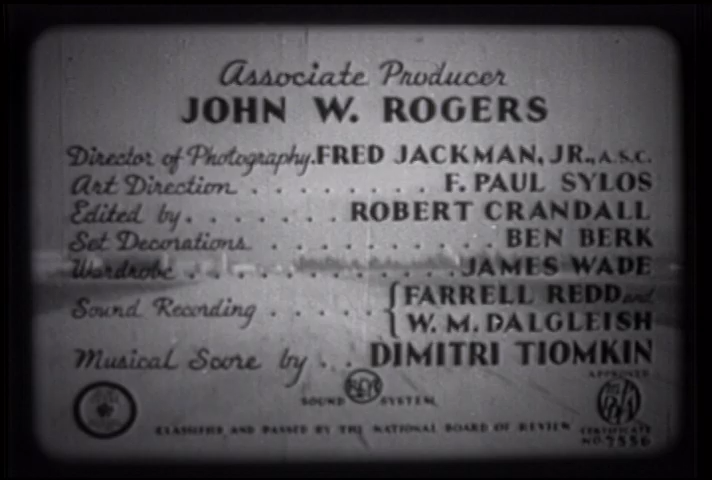 Associate Producer
JOHN W. ROGERS
Director of Photography. FRED JACKMAN, JR., A.S.C.
Art Direction . . . . . . . . F. PAUL SYLOS
Edited by . . . . . . . ROBERT CRANDALL
Set Decorations . . . . . . . . . . BEN BERK
Wardrobe . . . . . . . . . . . . JAMES WADE
Sound Recording . . . . . { FARRELL REDD and
W. M. DALGLEISH
Musical Score by . . . DIMITRI TIOMKIN
APPROVED
SOUND SYSTEM
CLASSIFIED AND PASSED BY THE NATIONAL BOARD OF REVIEW
CERTIFICATE
NO.